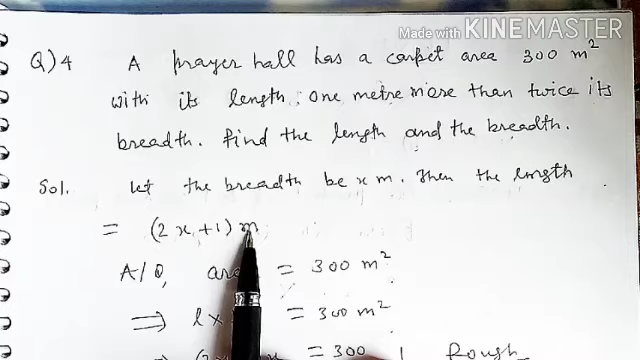 Made with KINEMASTER
Q) 4 A prayer hall has a carpet area 300 m²
with its length, one metre more than twice its
breadth. find the length and the breadth.
Sol. Let the breadth be x m. Then the length
= (2x+1) m
A/Q, are = 300 m²
⟹ l× = 300 m²
= 300 Rough